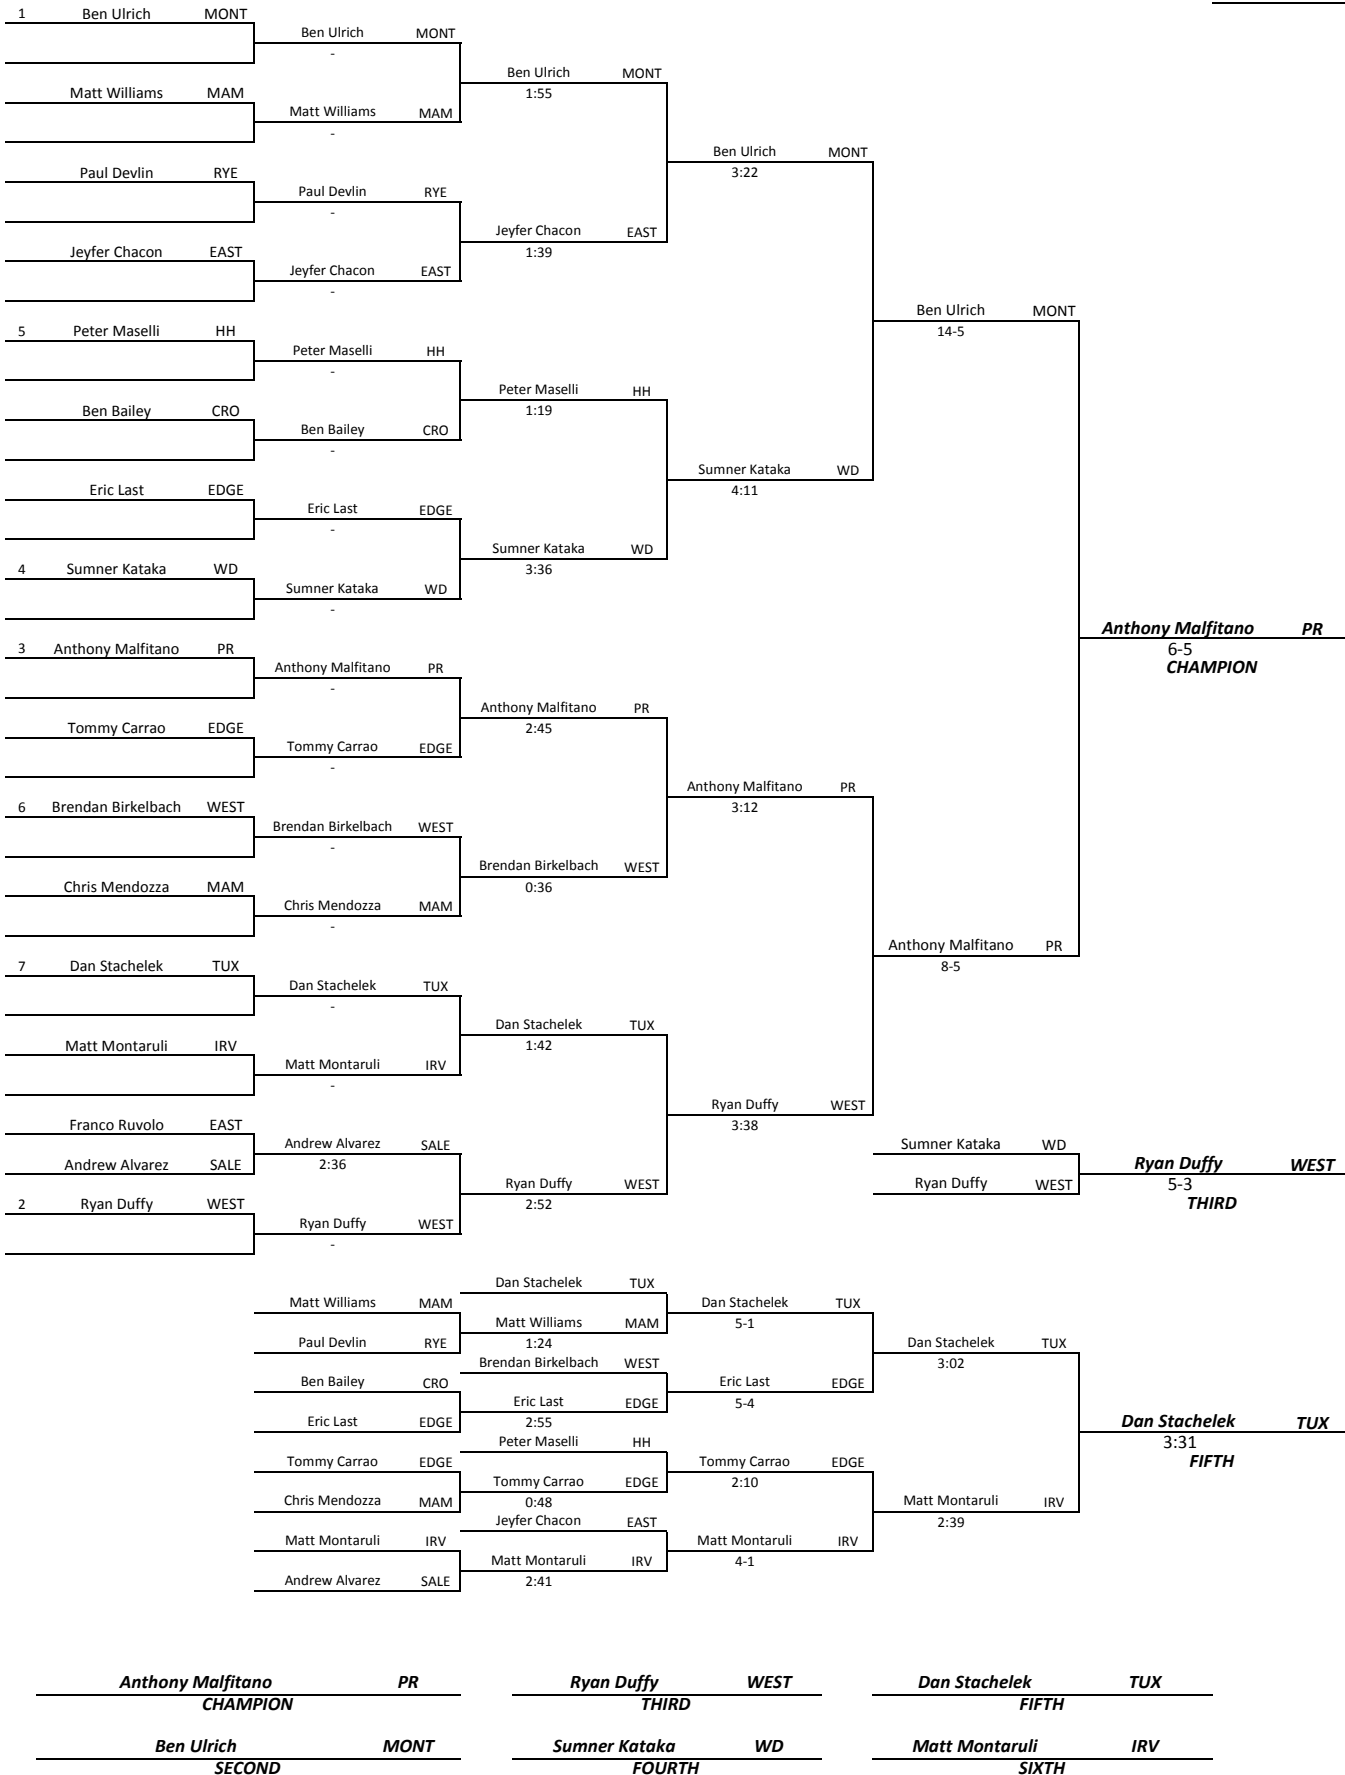 1 Ben Ulrich MONT
Ben Ulrich MONT
-
Ben Ulrich MONT
1:55
Matt Williams MAM
Matt Williams MAM
-
Ben Ulrich MONT
3:22
Paul Devlin RYE
Paul Devlin RYE
-
Jeyfer Chacon EAST
1:39
Jeyfer Chacon EAST
Jeyfer Chacon EAST
-
Ben Ulrich MONT
14-5
5 Peter Maselli HH
Peter Maselli HH
-
Peter Maselli HH
1:19
Ben Bailey CRO
Ben Bailey CRO
-
Sumner Kataka WD
4:11
Eric Last EDGE
Eric Last EDGE
-
Sumner Kataka WD
3:36
4 Sumner Kataka WD
Sumner Kataka WD
-
Anthony Malfitano PR
6-5
CHAMPION
3 Anthony Malfitano PR
Anthony Malfitano PR
-
Anthony Malfitano PR
2:45
Tommy Carrao EDGE
Tommy Carrao EDGE
-
Anthony Malfitano PR
3:12
6 Brendan Birkelbach WEST
Brendan Birkelbach WEST
-
Brendan Birkelbach WEST
0:36
Chris Mendozza MAM
Chris Mendozza MAM
-
Anthony Malfitano PR
8-5
7 Dan Stachelek TUX
Dan Stachelek TUX
-
Dan Stachelek TUX
1:42
Matt Montaruli IRV
Matt Montaruli IRV
-
Ryan Duffy WEST
3:38
Franco Ruvolo EAST
Andrew Alvarez SALE
2:36
Andrew Alvarez SALE
Ryan Duffy WEST
2:52
2 Ryan Duffy WEST
Ryan Duffy WEST
-
Sumner Kataka WD
Ryan Duffy WEST
Ryan Duffy WEST
5-3
THIRD
Dan Stachelek TUX
Matt Williams MAM
Dan Stachelek TUX
5-1
Matt Williams MAM
1:24
Paul Devlin RYE
Dan Stachelek TUX
3:02
Brendan Birkelbach WEST
Ben Bailey CRO
Eric Last EDGE
5-4
Eric Last EDGE
2:55
Eric Last EDGE
Dan Stachelek TUX
3:31
FIFTH
Peter Maselli HH
Tommy Carrao EDGE
Tommy Carrao EDGE
2:10
Tommy Carrao EDGE
0:48
Chris Mendozza MAM
Matt Montaruli IRV
2:39
Jeyfer Chacon EAST
Matt Montaruli IRV
Matt Montaruli IRV
4-1
Matt Montaruli IRV
2:41
Andrew Alvarez SALE
Anthony Malfitano PR Ryan Duffy WEST Dan Stachelek TUX
CHAMPION THIRD FIFTH
Ben Ulrich MONT Sumner Kataka WD Matt Montaruli IRV
SECOND FOURTH SIXTH